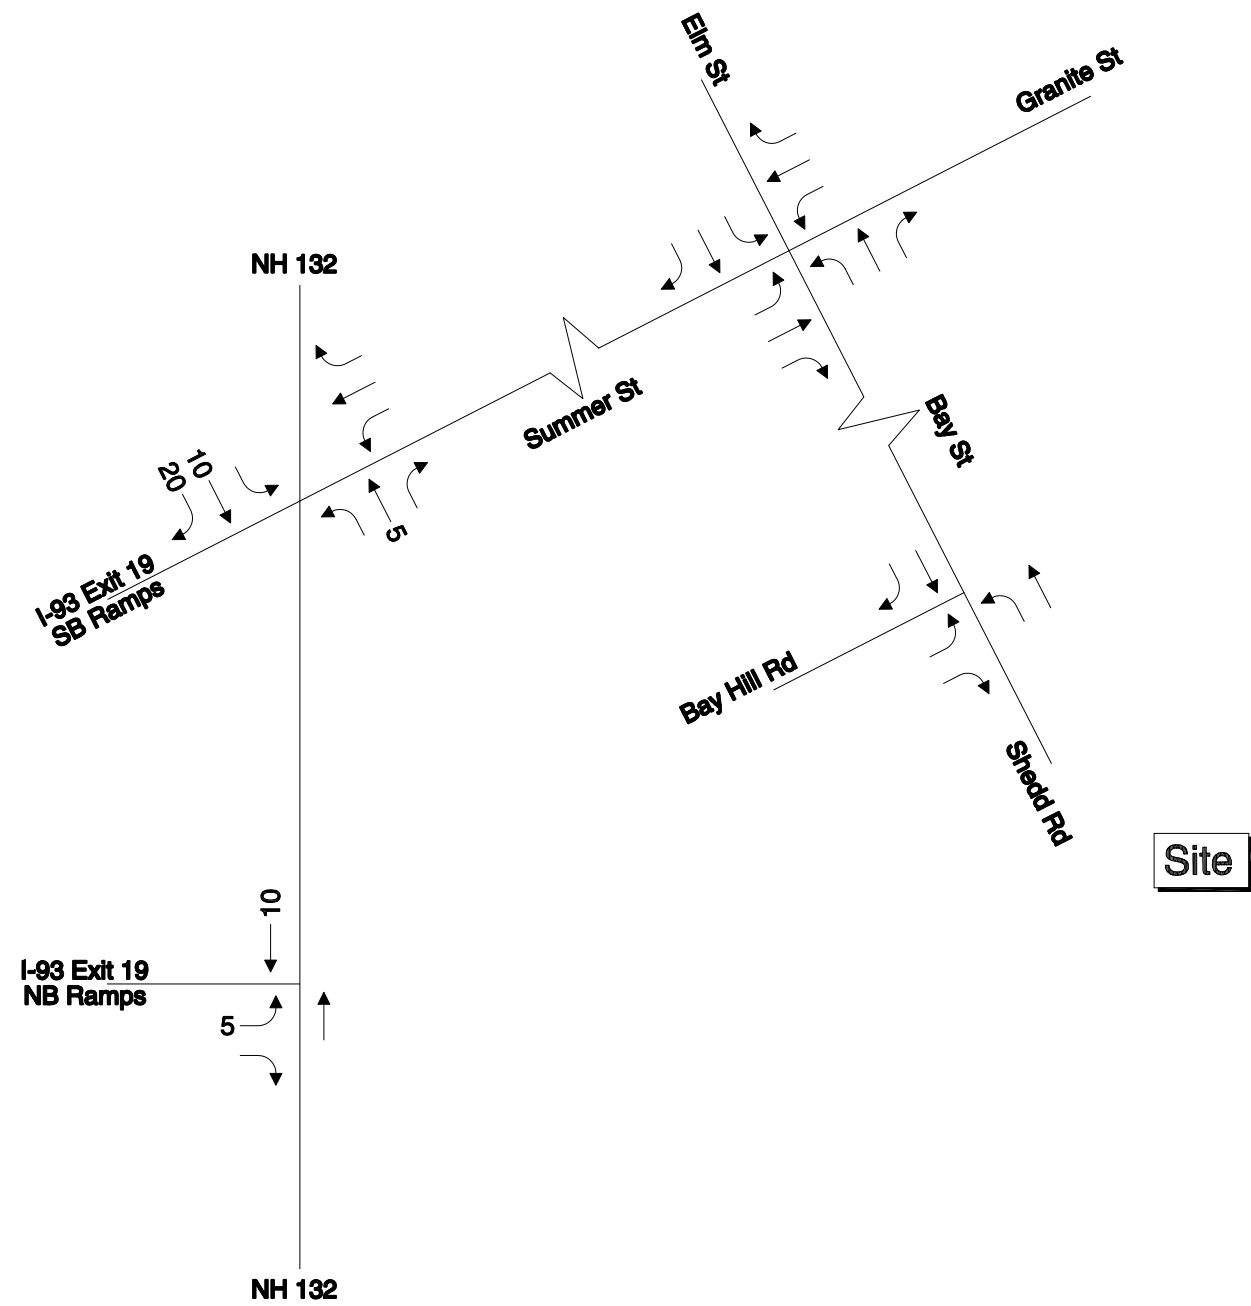 Elm St
Granite St
NH 132
Summer St
Bay St
10
20
5
I-93 Exit 19
SB Ramps
Bay Hill Rd
Shedd Rd
Site
10
I-93 Exit 19
NB Ramps
5
NH 132